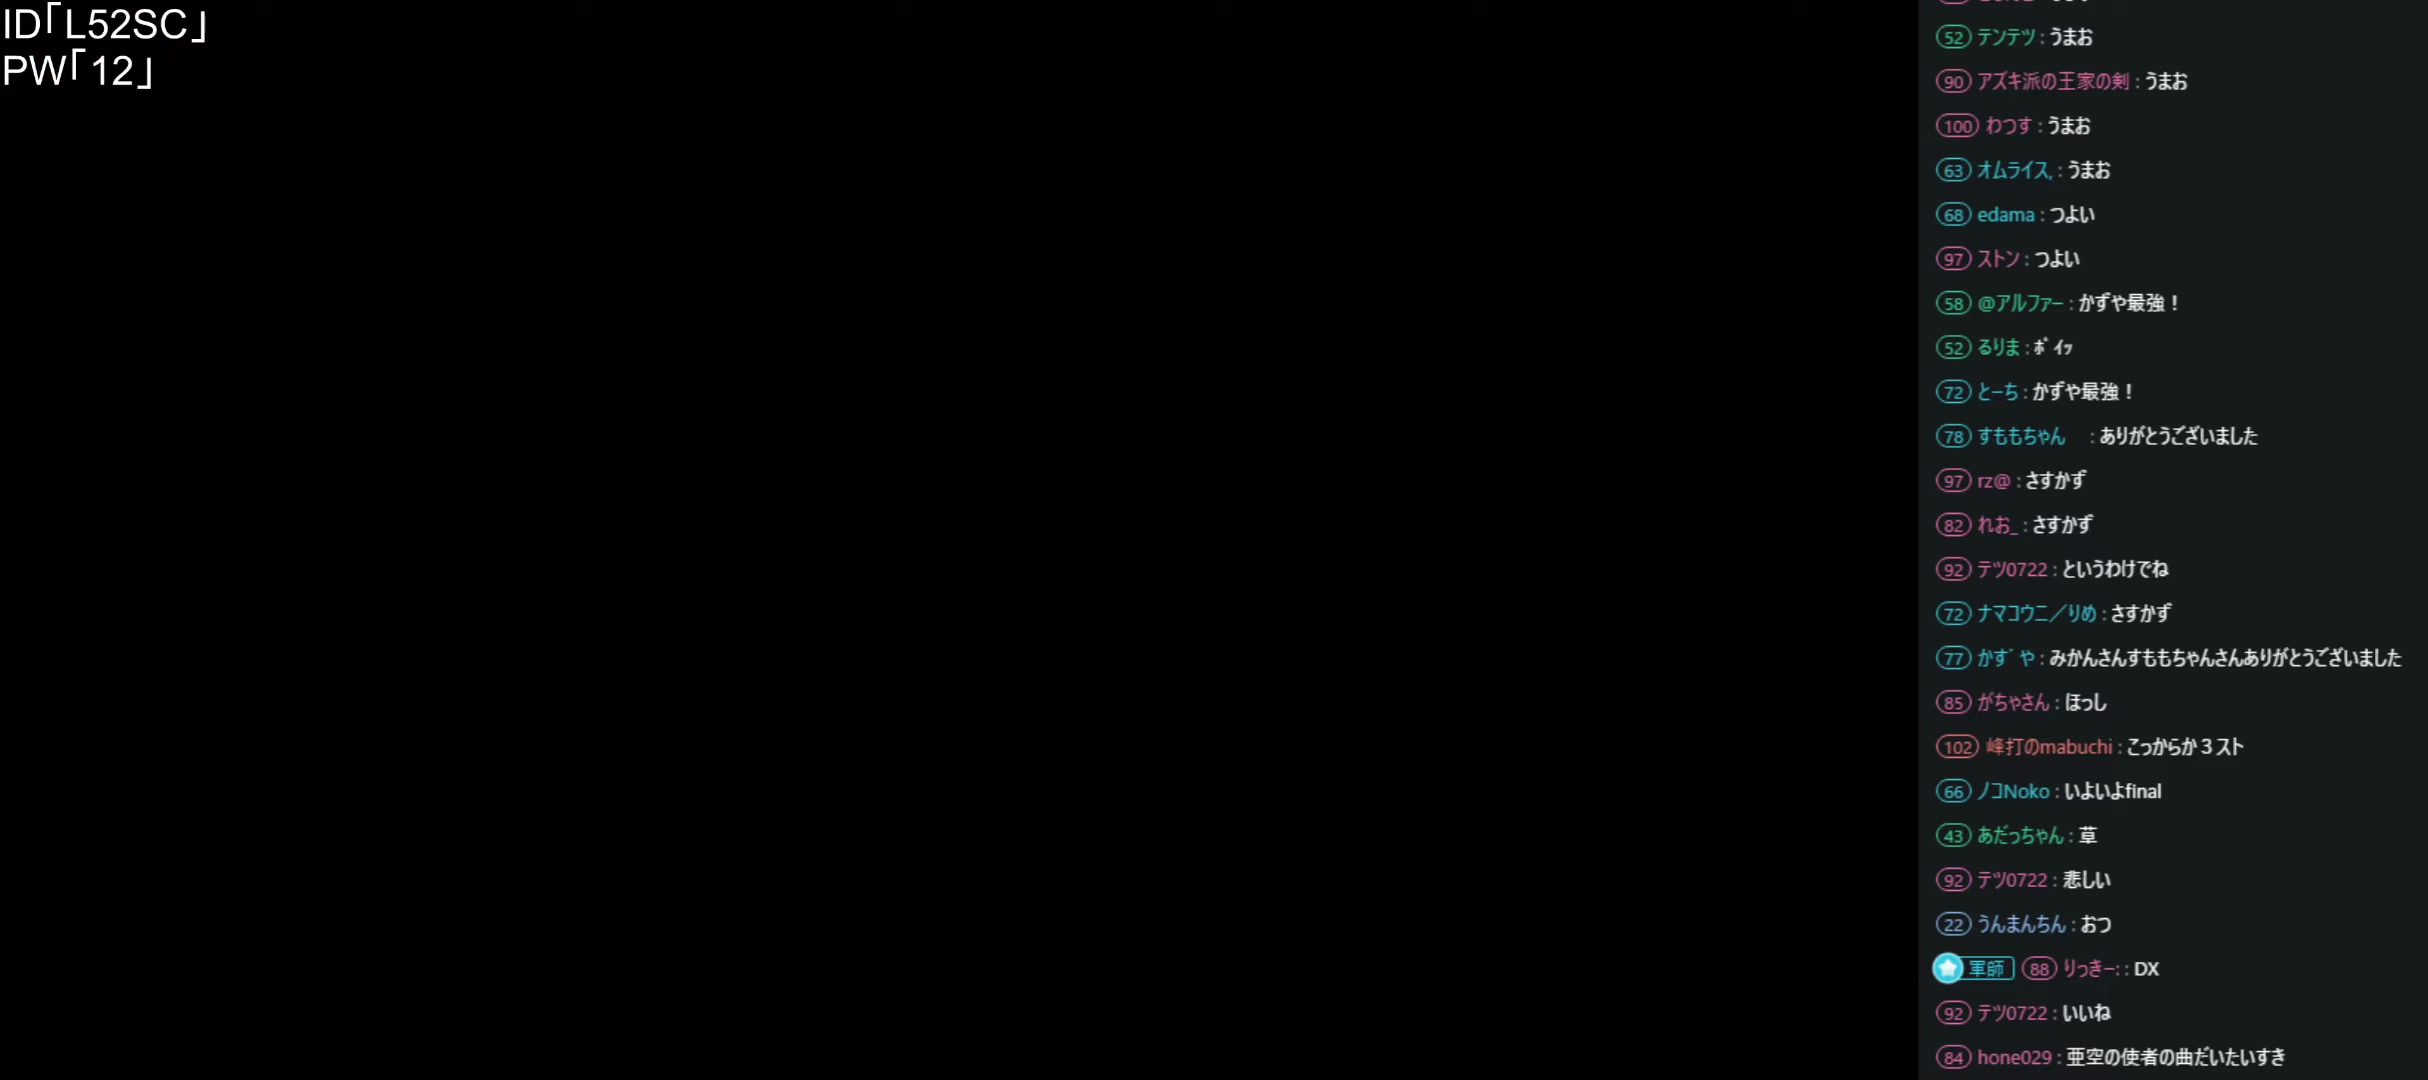 ID「L52SC」
PW「12」
52 テンテツ : うまお
90 アズキ派の王家の剣 : うまお
100 わつす : うまお
63 オムライス, : うまお
68 edama : つよい
97 ストン : つよい
58 @アルファー : かずや最強！
52 るりま : ﾎﾞｲｯ
72 とーち : かずや最強！
78 すももちゃん　 : ありがとうございました
97 rz@ : さすかず
82 れお_ : さすかず
92 テツ0722 : というわけでね
72 ナマコウニ／りめ : さすかず
77 かず゛や : みかんさんすももちゃんさんありがとうございました
85 がちゃさん : ほっし
102 峰打のmabuchi : こっからか３スト
66 ノコNoko : いよいよfinal
43 あだっちゃん : 草
92 テツ0722 : 悲しい
22 うんまんちん : おつ
軍師 88 りっきー: : DX
92 テツ0722 : いいね
84 hone029 : 亜空の使者の曲だいたいすき